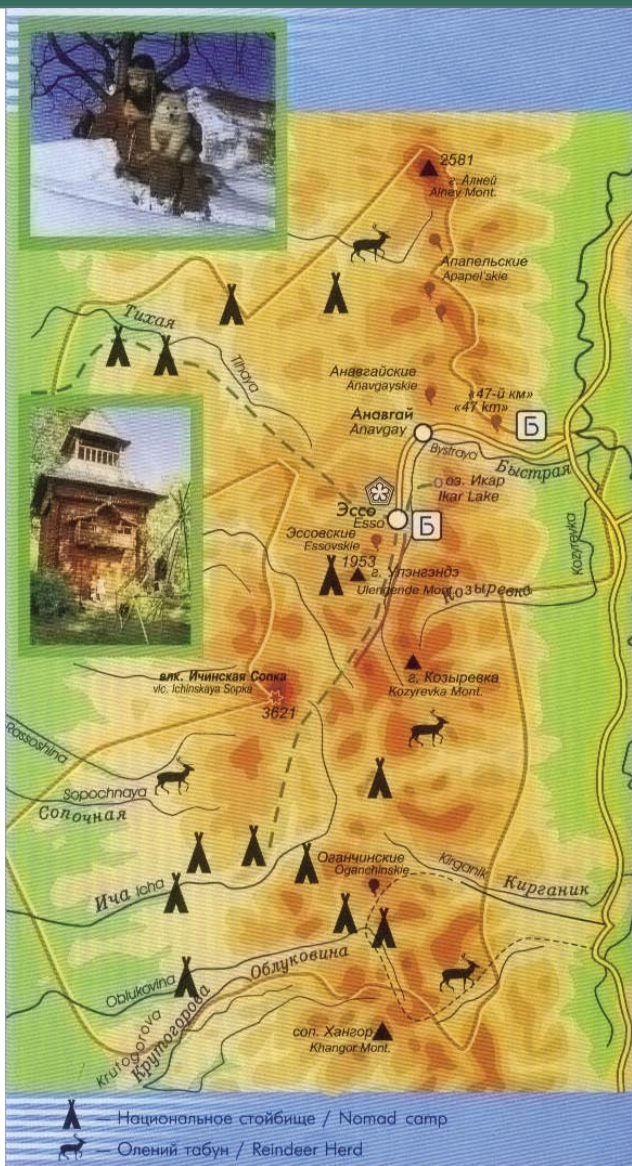 2581
г. Алней
Alney Mont.
Апапельские
Apapel'skie
Тихая
Tihaya
Анавгайские
Anavgayskie
«47-й км»
«47 km»
Анавгай
Anavgay
Б
Bystraya
Быстрая
оз. Икар
Ikar Lake
Эссо
Esso
Б
Эссовские
Essovskie
Kozyrevka
1953
г. Улэнгэндэ
Ulengende Mont.
Козыревка
г. Козыревка
Kozyrevka Mont.
влк. Ичинская Сопка
vlc. Ichinskaya Sopka
3621
Rassoshina
Sopochnaya
Сопочная
Оганчинские
Oganchinskie
Kirganik
Кирганик
Ича Icha
Облуковина
Oblukovina
Krutogorova
Крутогорова
соп. Хангор
Khangor Mont.
— Национальное стойбище / Nomad camp
— Олений табун / Reindeer Herd